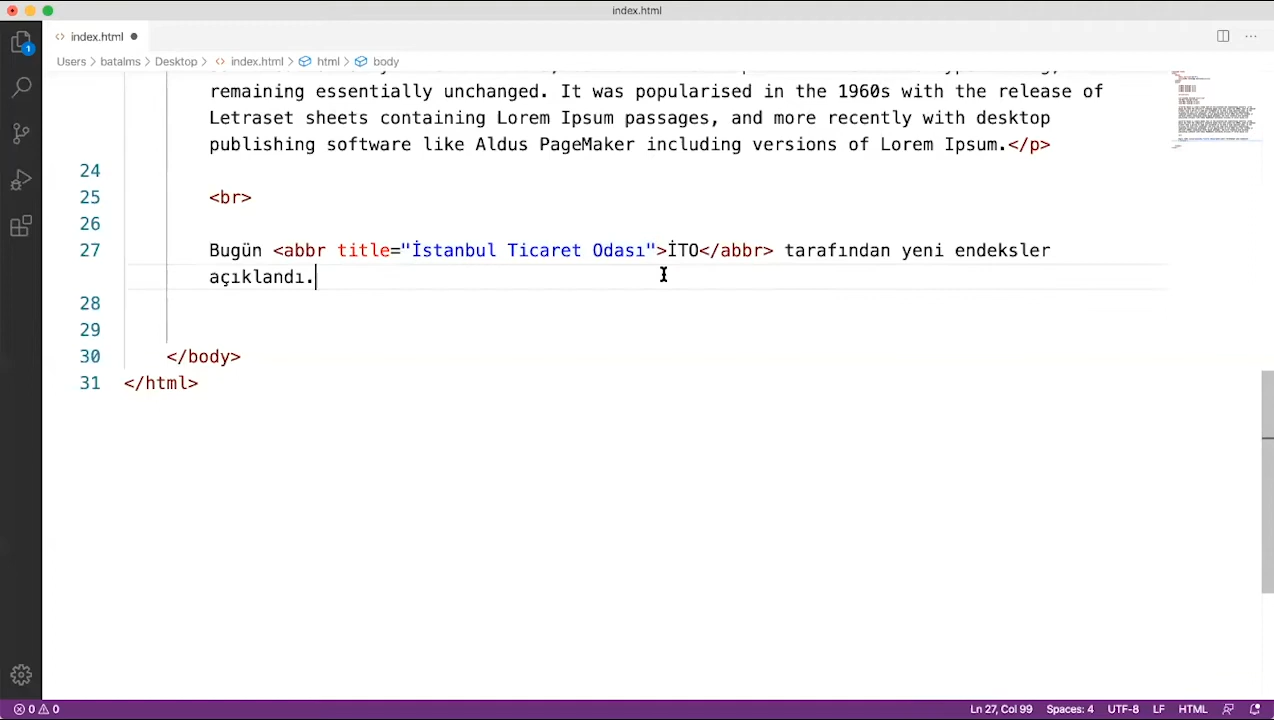 index.html
index.html
Users > batalms > Desktop > index.html > html > body
remaining essentially unchanged. It was popularised in the 1960s with the release of
Letraset sheets containing Lorem Ipsum passages, and more recently with desktop
publishing software like Aldus PageMaker including versions of Lorem Ipsum.</p>
24
25 <br>
26
27 Bugün <abbr title="İstanbul Ticaret Odası">İTO</abbr> tarafından yeni endeksler
açıklandı.
28
29
30 </body>
31 </html>
1
0 0 Ln 27, Col 99 Spaces: 4 UTF-8 LF HTML